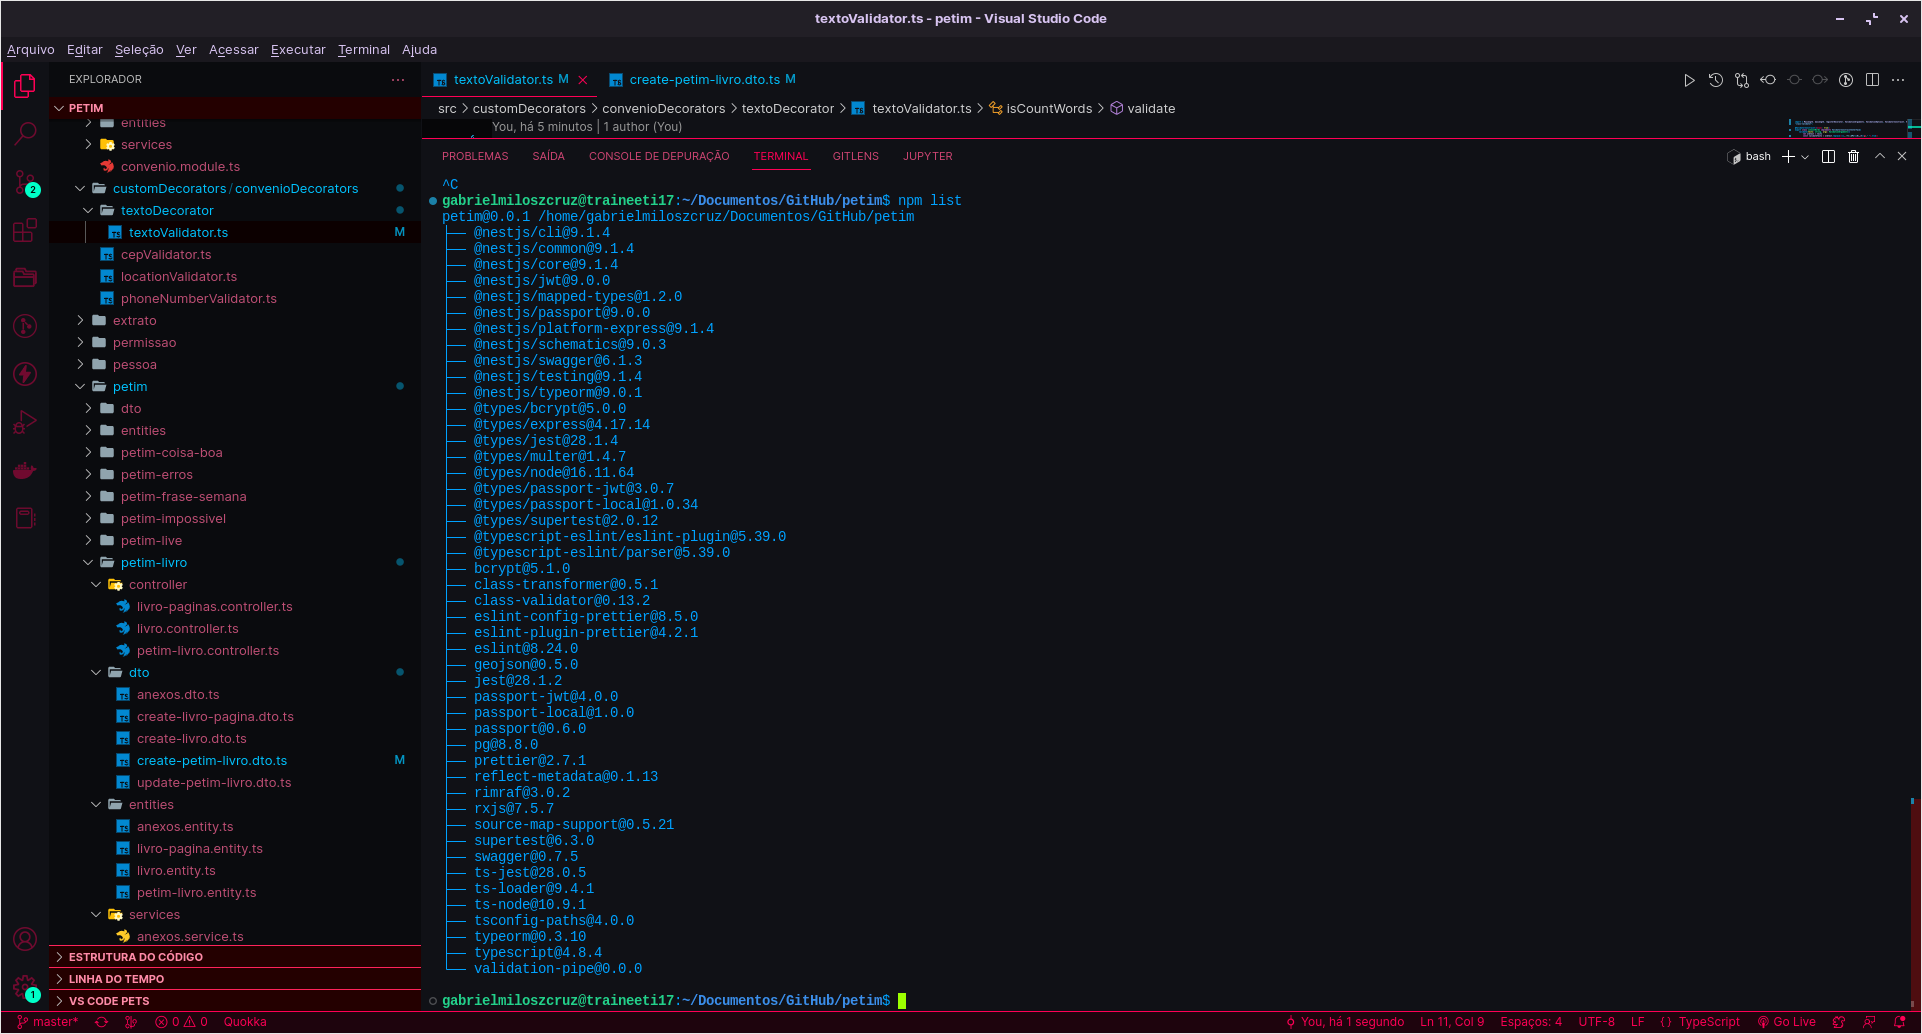 textoValidator.ts - petim - Visual Studio Code
Arquivo Editar Seleção Ver Acessar Executar Terminal Ajuda
EXPLORADOR
PETIM
entities
services
convenio.module.ts
customDecorators / convenioDecorators
textoDecorator
textoValidator.ts M
cepValidator.ts
locationValidator.ts
phoneNumberValidator.ts
extrato
permissao
pessoa
petim
dto
entities
petim-coisa-boa
petim-erros
petim-frase-semana
petim-impossivel
petim-live
petim-livro
controller
livro-paginas.controller.ts
livro.controller.ts
petim-livro.controller.ts
dto
anexos.dto.ts
create-livro-pagina.dto.ts
create-livro.dto.ts
create-petim-livro.dto.ts M
update-petim-livro.dto.ts
entities
anexos.entity.ts
livro-pagina.entity.ts
livro.entity.ts
petim-livro.entity.ts
services
anexos.service.ts
ESTRUTURA DO CÓDIGO
LINHA DO TEMPO
VS CODE PETS
2
1
textoValidator.ts M
create-petim-livro.dto.ts M
src > customDecorators > convenioDecorators > textoDecorator > textoValidator.ts > isCountWords > validate
You, há 5 minutos | 1 author (You)
PROBLEMAS SAÍDA CONSOLE DE DEPURAÇÃO TERMINAL GITLENS JUPYTER
bash
^C
gabrielmiloszcruz@traineeti17:~/Documentos/GitHub/petim$ npm list
petim@0.0.1 /home/gabrielmiloszcruz/Documentos/GitHub/petim
├── @nestjs/cli@9.1.4
├── @nestjs/common@9.1.4
├── @nestjs/core@9.1.4
├── @nestjs/jwt@9.0.0
├── @nestjs/mapped-types@1.2.0
├── @nestjs/passport@9.0.0
├── @nestjs/platform-express@9.1.4
├── @nestjs/schematics@9.0.3
├── @nestjs/swagger@6.1.3
├── @nestjs/testing@9.1.4
├── @nestjs/typeorm@9.0.1
├── @types/bcrypt@5.0.0
├── @types/express@4.17.14
├── @types/jest@28.1.4
├── @types/multer@1.4.7
├── @types/node@16.11.64
├── @types/passport-jwt@3.0.7
├── @types/passport-local@1.0.34
├── @types/supertest@2.0.12
├── @typescript-eslint/eslint-plugin@5.39.0
├── @typescript-eslint/parser@5.39.0
├── bcrypt@5.1.0
├── class-transformer@0.5.1
├── class-validator@0.13.2
├── eslint-config-prettier@8.5.0
├── eslint-plugin-prettier@4.2.1
├── eslint@8.24.0
├── geojson@0.5.0
├── jest@28.1.2
├── passport-jwt@4.0.0
├── passport-local@1.0.0
├── passport@0.6.0
├── pg@8.8.0
├── prettier@2.7.1
├── reflect-metadata@0.1.13
├── rimraf@3.0.2
├── rxjs@7.5.7
├── source-map-support@0.5.21
├── supertest@6.3.0
├── swagger@0.7.5
├── ts-jest@28.0.5
├── ts-loader@9.4.1
├── ts-node@10.9.1
├── tsconfig-paths@4.0.0
├── typeorm@0.3.10
├── typescript@4.8.4
└── validation-pipe@0.0.0
gabrielmiloszcruz@traineeti17:~/Documentos/GitHub/petim$
master* 0 0 Quokka
You, há 1 segundo Ln 11, Col 9 Espaços: 4 UTF-8 LF {} TypeScript Go Live